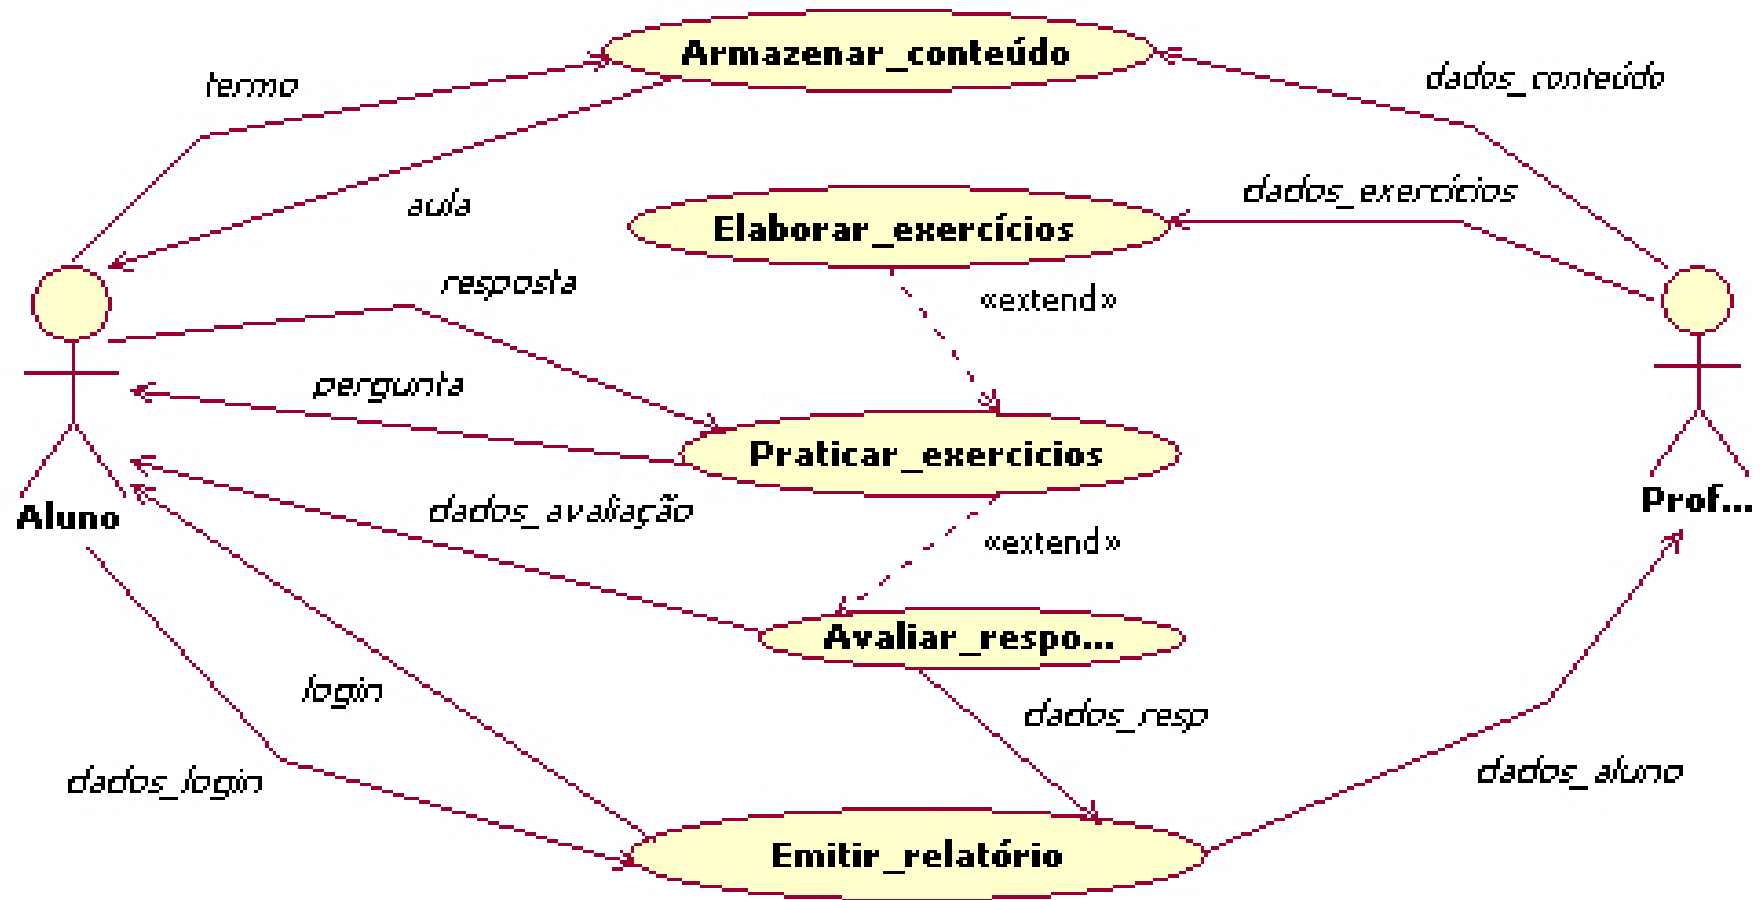 Armazenar_conteúdo
termo
dados_conteúdo
aula
dados_exercícios
Elaborar_exercícios
resposta
«extend»
pergunta
Praticar_exercicios
Prof...
Aluno
dados_avaliação
«extend»
Avaliar_respo...
login
dados_resp
dados_login
dados_aluno
Emitir_relatório